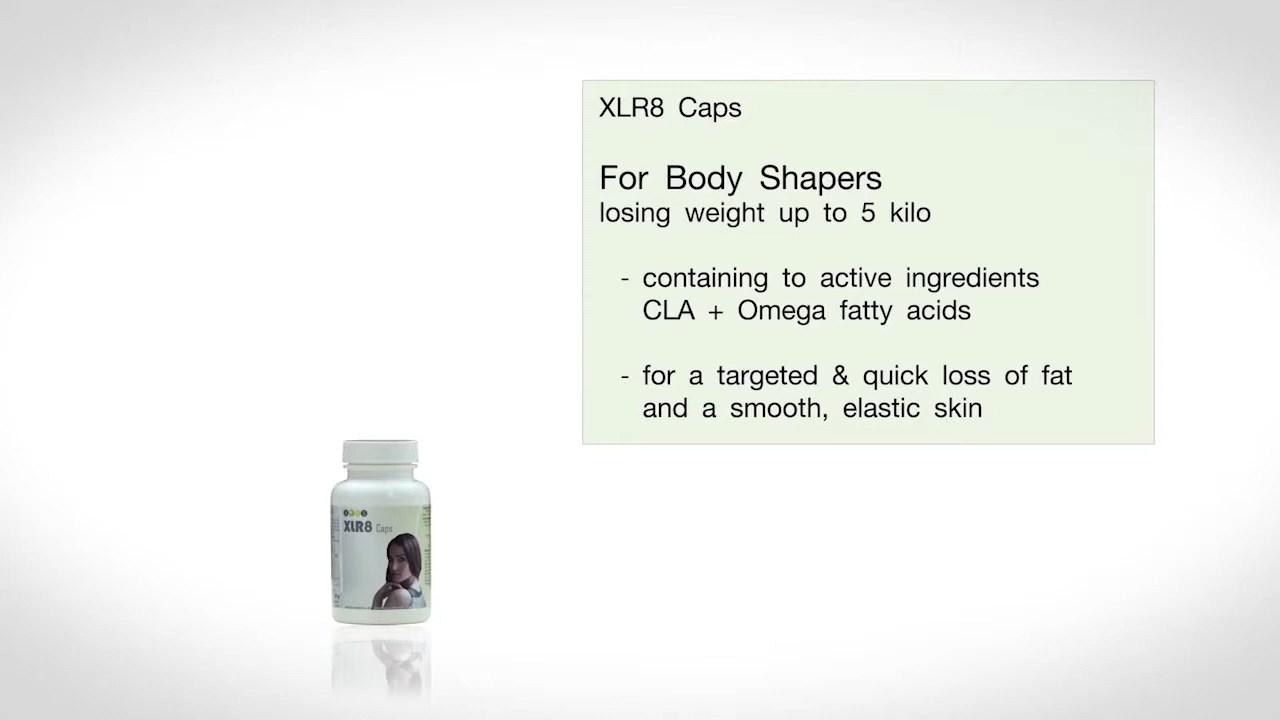 XLR8 Caps
For Body Shapers
losing weight up to 5 kilo
- containing to active ingredients
CLA + Omega fatty acids
- for a targeted & quick loss of fat
and a smooth, elastic skin
XLR8 Caps